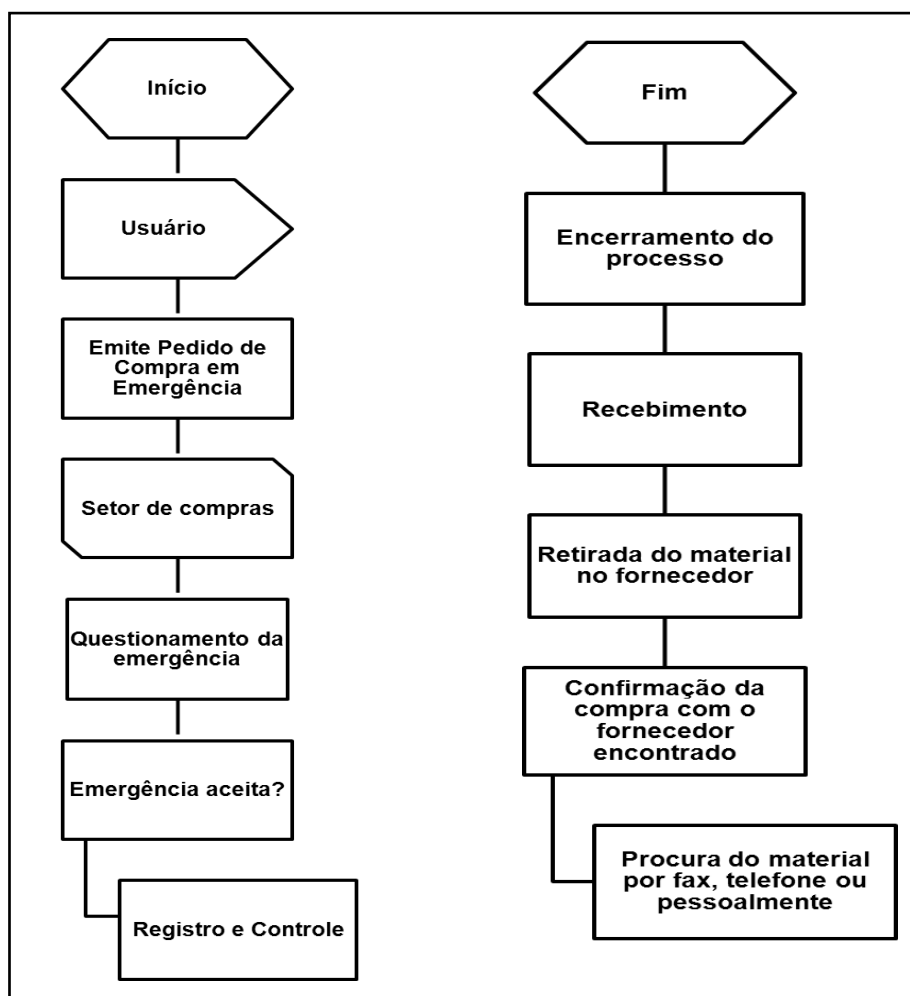 Início
Usuário
Emite Pedido de
Compra em
Emergência
Setor de compras
Questionamento da
emergência
Emergência aceita?
Registro e Controle
Fim
Encerramento do
processo
Recebimento
Retirada do material
no fornecedor
Confirmação da
compra com o
fornecedor
encontrado
Procura do material
por fax, telefone ou
pessoalmente